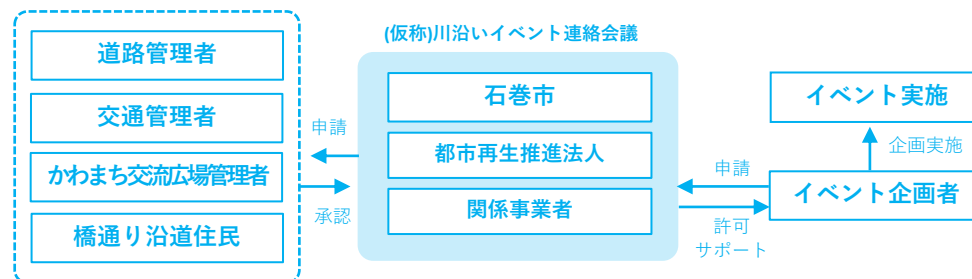 (仮称)川沿いイベント連絡会議
道路管理者
交通管理者
かわまち交流広場管理者
橋通り沿道住民
申請
承認
石巻市
都市再生推進法人
関係事業者
申請
許可
サポート
イベント実施
企画実施
イベント企画者